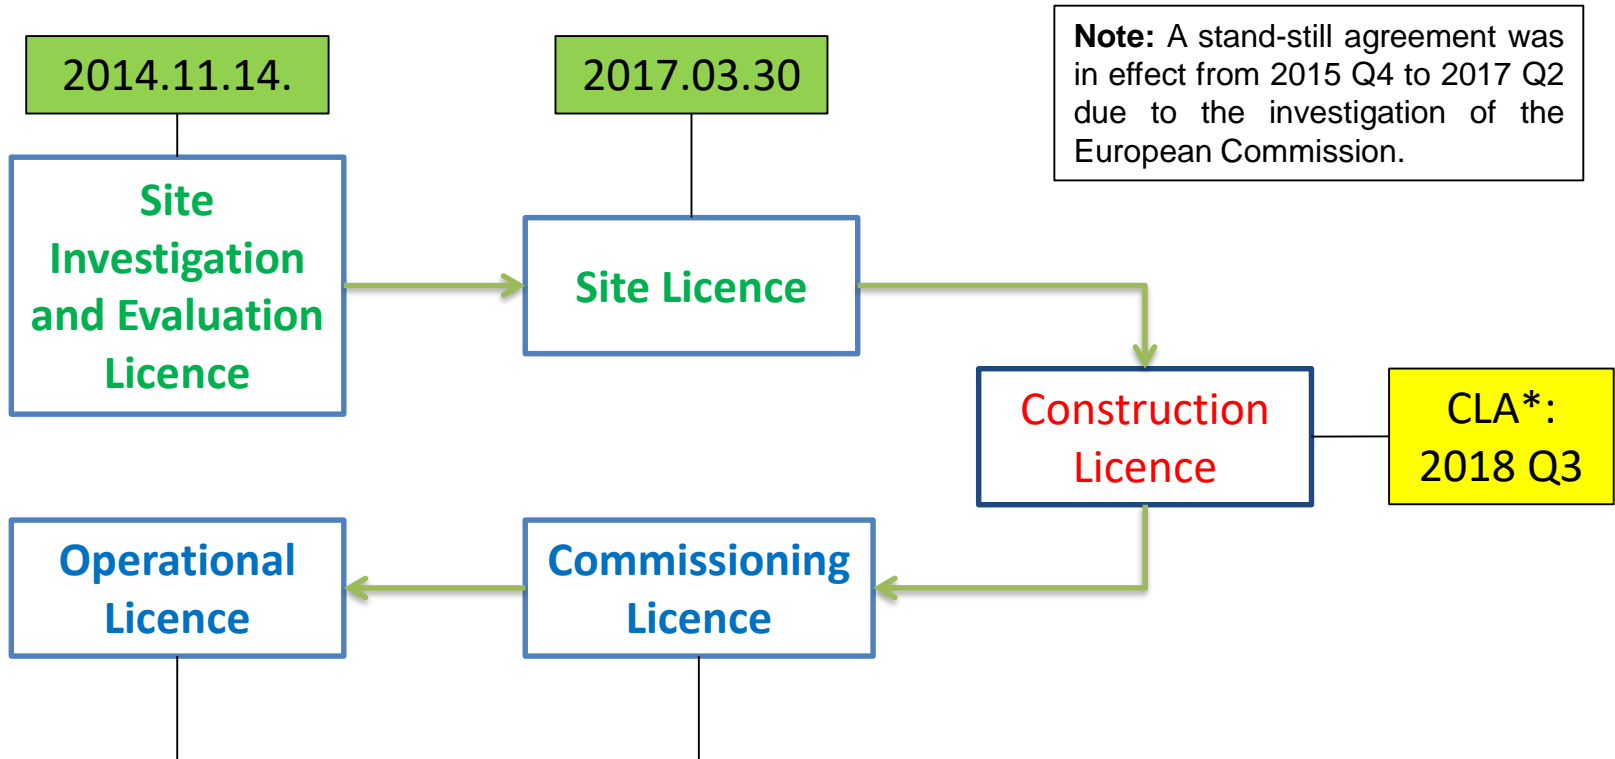 2014.11.14.
2017.03.30
Note: A stand-still agreement was
in effect from 2015 Q4 to 2017 Q2
due to the investigation of the
European Commission.
Site
Investigation
and Evaluation
Licence
Site Licence
Construction
Licence
CLA*:
2018 Q3
Commissioning
Licence
Operational
Licence